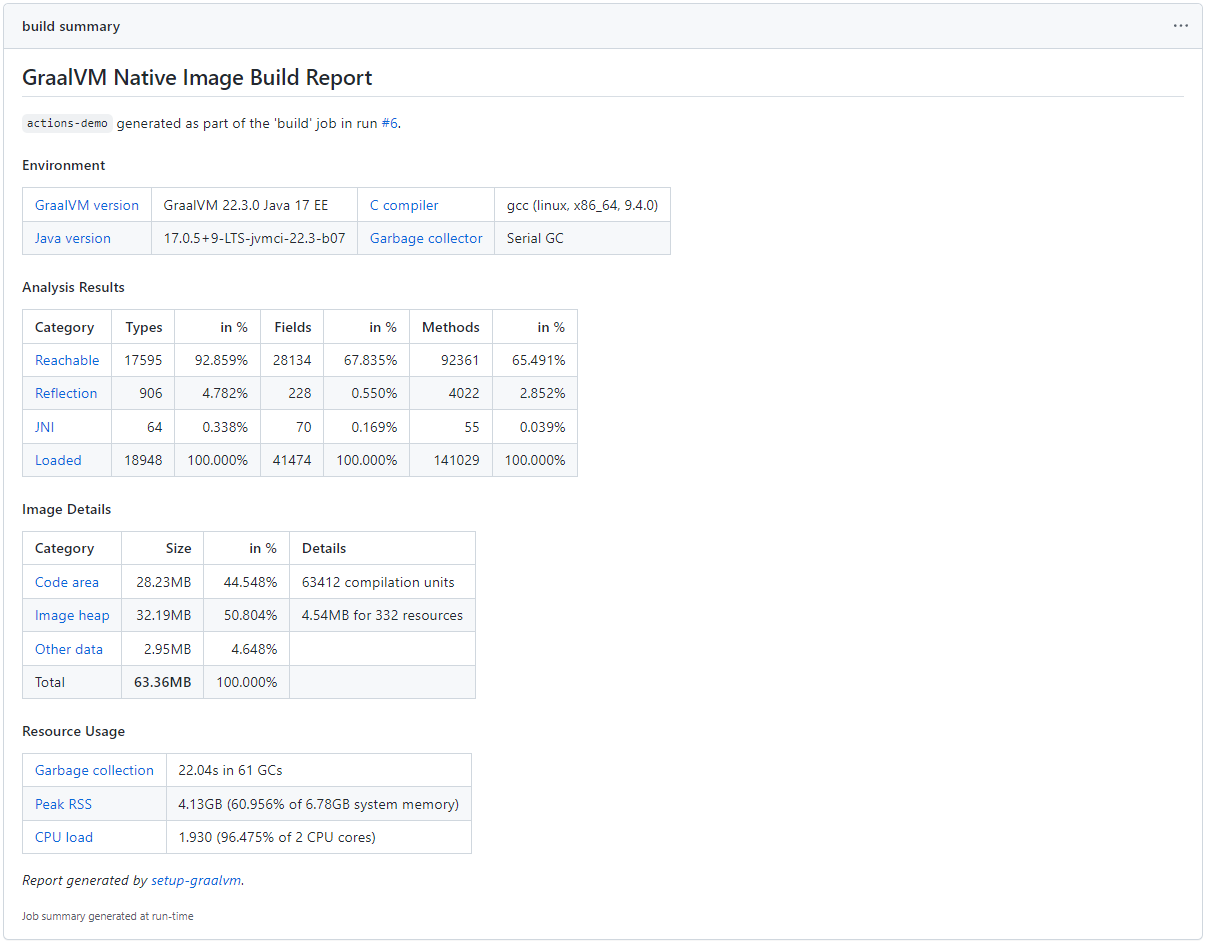 build summary
GraalVM Native Image Build Report
actions-demo generated as part of the 'build' job in run #6.
Environment
GraalVM version GraalVM 22.3.0 Java 17 EE C compiler gcc (linux, x86_64, 9.4.0)
Java version 17.0.5+9-LTS-jvmci-22.3-b07 Garbage collector Serial GC
Analysis Results
Category Types in % Fields in % Methods in %
Reachable 17595 92.859% 28134 67.835% 92361 65.491%
Reflection 906 4.782% 228 0.550% 4022 2.852%
JNI 64 0.338% 70 0.169% 55 0.039%
Loaded 18948 100.000% 41474 100.000% 141029 100.000%
Image Details
Category Size in % Details
Code area 28.23MB 44.548% 63412 compilation units
Image heap 32.19MB 50.804% 4.54MB for 332 resources
Other data 2.95MB 4.648%
Total 63.36MB 100.000%
Resource Usage
Garbage collection 22.04s in 61 GCs
Peak RSS 4.13GB (60.956% of 6.78GB system memory)
CPU load 1.930 (96.475% of 2 CPU cores)
Report generated by setup-graalvm.
Job summary generated at run-time